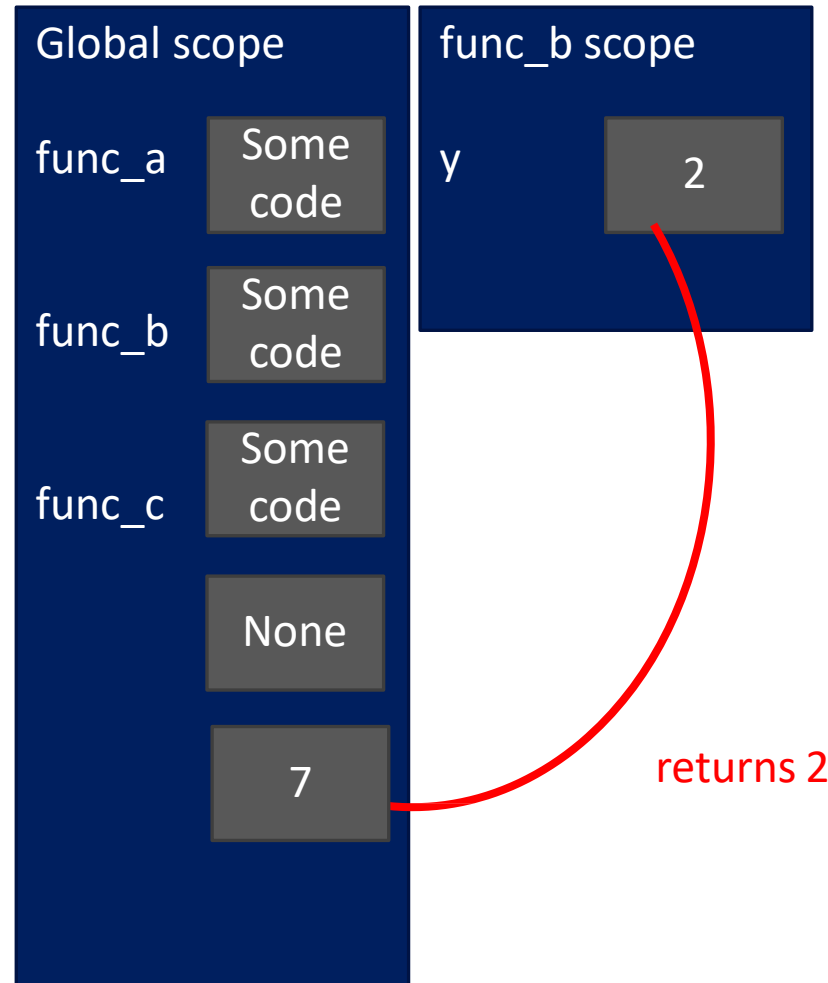 Global scope
func_a
Some
code
func_b
Some
code
func_c
Some
code
None
7
func_b scope
y
2
returns 2